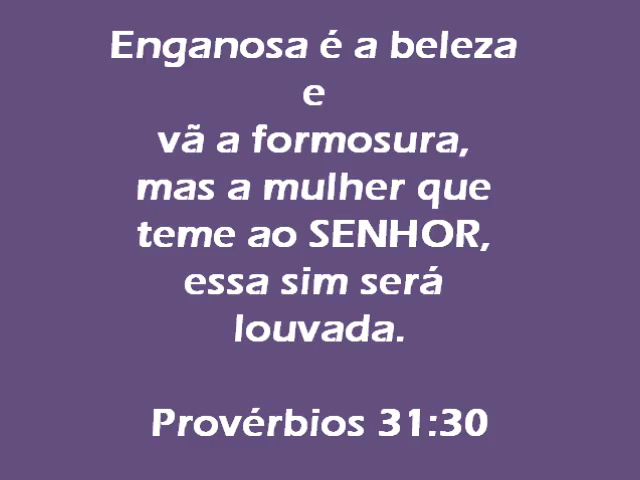 Enganosa é a beleza
e
vã a formosura,
mas a mulher que
teme ao SENHOR,
essa sim será
louvada.
Provérbios 31:30